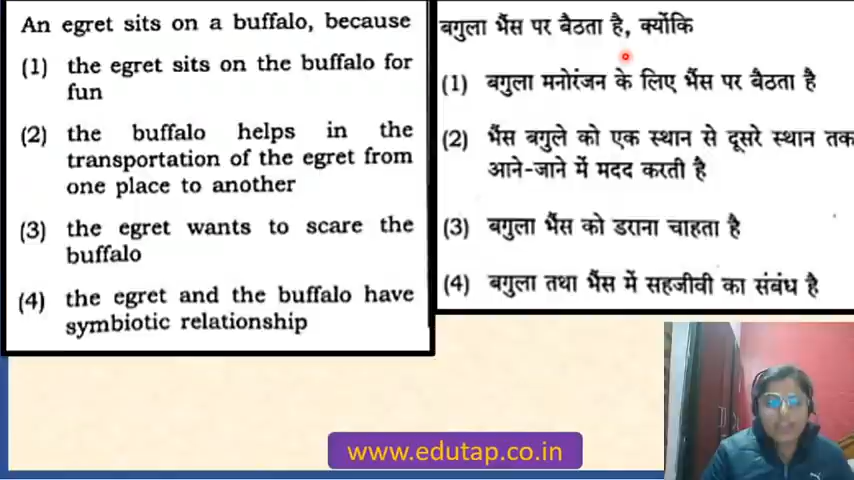 An egret sits on a buffalo, because
(1) the egret sits on the buffalo for
fun
(2) the buffalo helps in the
transportation of the egret from
one place to another
(3) the egret wants to scare the
buffalo
(4) the egret and the buffalo have
symbiotic relationship
बगुला भैंस पर बैठता है, क्योंकि
(1) बगुला मनोरंजन के लिए भैंस पर बैठता है
(2) भैंस बगुले को एक स्थान से दूसरे स्थान तक
आने-जाने में मदद करती है
(3) बगुला भैंस को डराना चाहता है
(4) बगुला तथा भैंस में सहजीवी का संबंध है
www.edutap.co.in